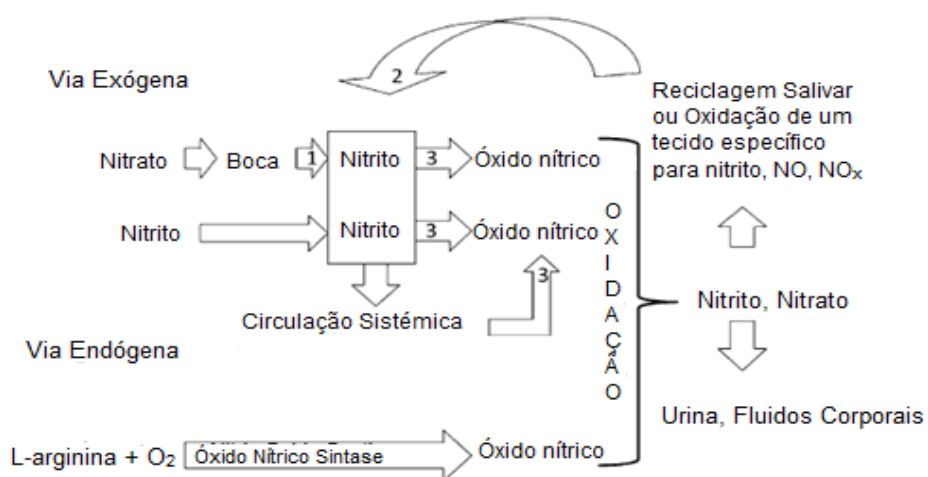 Via Exógena
2
Reciclagem Salivar
ou Oxidação de um
tecido específico
para nitrito, NO, NOₓ
Nitrato
Boca
1
Nitrito
3
Óxido nítrico
Nitrito
Nitrito
3
Óxido nítrico
3
Circulação Sistémica
OXIDAÇÃO
Nitrito, Nitrato
Via Endógena
Urina, Fluidos Corporais
L-arginina + O₂
Óxido Nítrico Sintase
Óxido nítrico